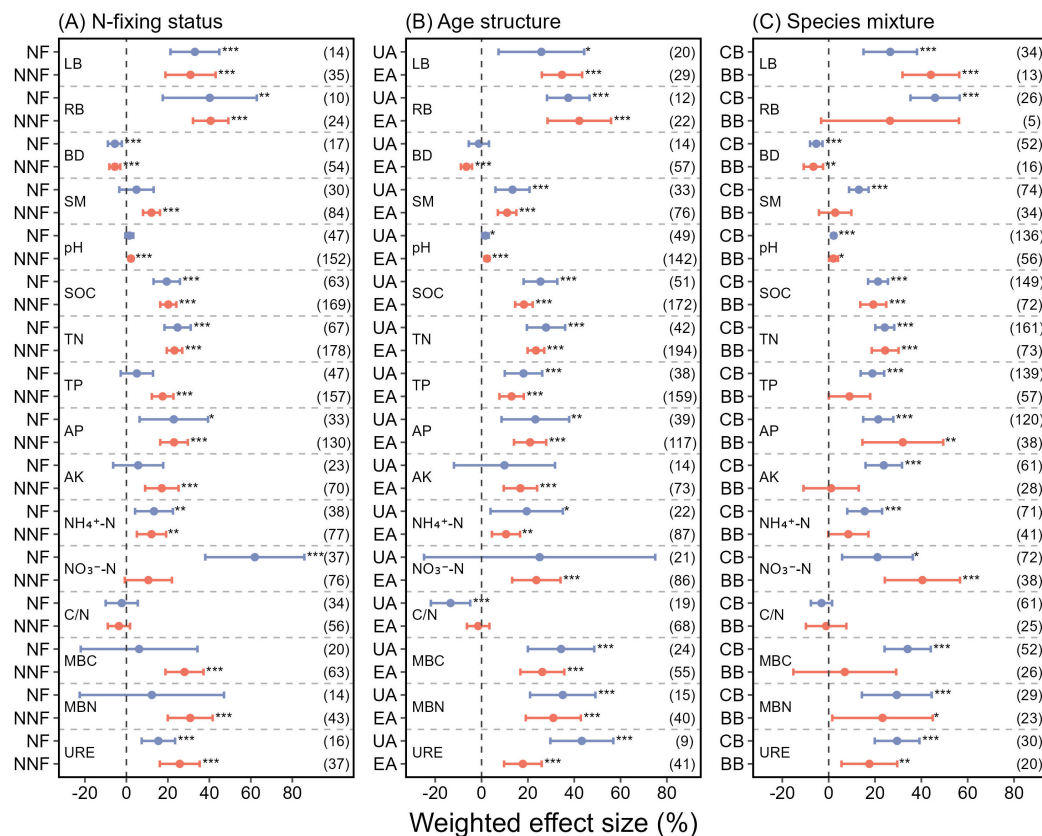 (A) N-fixing status
(B) Age structure
(C) Species mixture
NF LB *** (14)
NNF *** (35)
NF RB ** (10)
NNF *** (24)
NF BD *** (17)
NNF *** (54)
NF SM (30)
NNF *** (84)
NF pH (47)
NNF *** (152)
NF SOC *** (63)
NNF *** (169)
NF TN *** (67)
NNF *** (178)
NF TP (47)
NNF *** (157)
NF AP * (33)
NNF *** (130)
NF AK (23)
NNF *** (70)
NF NH₄⁺-N ** (38)
NNF ** (77)
NF NO₃⁻-N *** (37)
NNF (76)
NF C/N (34)
NNF (56)
NF MBC (20)
NNF *** (63)
NF MBN (14)
NNF *** (43)
NF URE *** (16)
NNF *** (37)
-20 0 20 40 60 80
UA LB * (20)
EA *** (29)
UA RB *** (12)
EA *** (22)
UA BD (14)
EA *** (57)
UA SM *** (33)
EA *** (76)
UA pH * (49)
EA *** (142)
UA SOC *** (51)
EA *** (172)
UA TN *** (42)
EA *** (194)
UA TP *** (38)
EA *** (159)
UA AP ** (39)
EA *** (117)
UA AK (14)
EA *** (73)
UA NH₄⁺-N * (22)
EA ** (87)
UA NO₃⁻-N (21)
EA *** (86)
UA C/N *** (19)
EA (68)
UA MBC *** (24)
EA *** (55)
UA MBN *** (15)
EA *** (40)
UA URE *** (9)
EA *** (41)
-20 0 20 40 60 80
CB LB *** (34)
BB *** (13)
CB RB *** (26)
BB (5)
CB BD *** (52)
BB ** (16)
CB SM *** (74)
BB (34)
CB pH *** (136)
BB * (56)
CB SOC *** (149)
BB *** (72)
CB TN *** (161)
BB *** (73)
CB TP *** (139)
BB (57)
CB AP *** (120)
BB ** (38)
CB AK *** (61)
BB (28)
CB NH₄⁺-N *** (71)
BB (41)
CB NO₃⁻-N * (72)
BB *** (38)
CB C/N (61)
BB (25)
CB MBC *** (52)
BB (26)
CB MBN *** (29)
BB * (23)
CB URE *** (30)
BB ** (20)
-20 0 20 40 60 80
Weighted effect size (%)